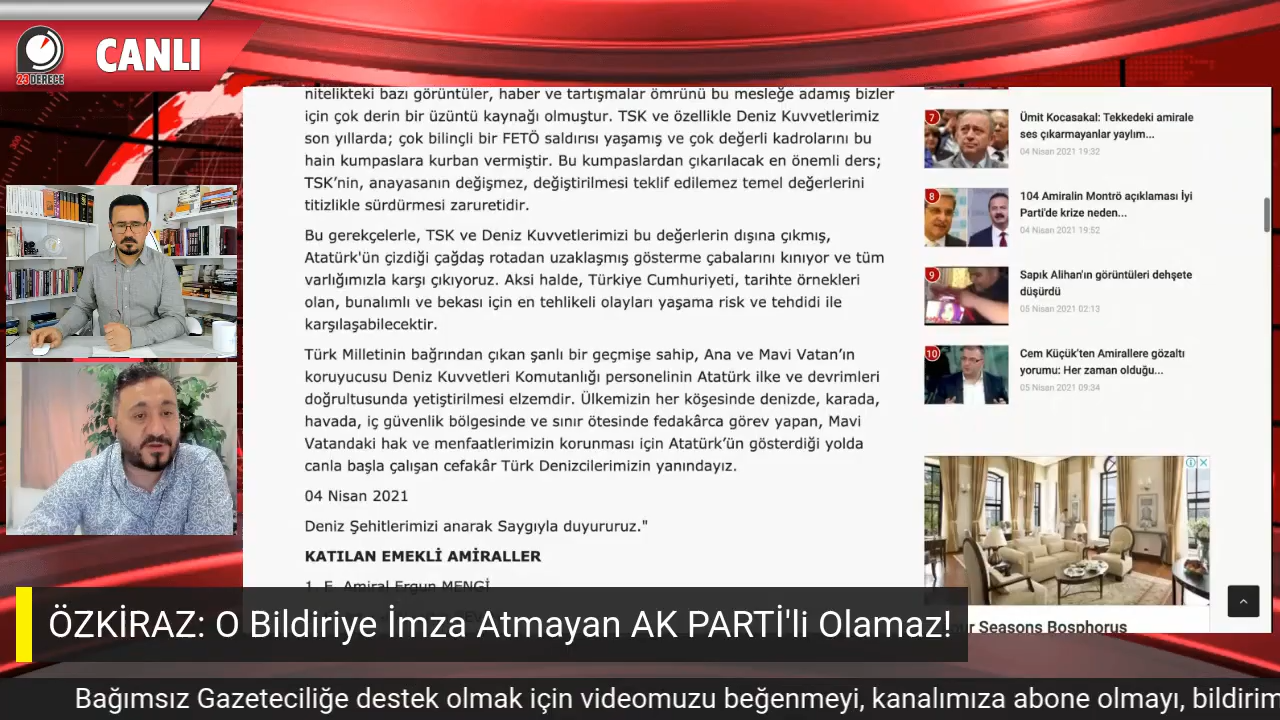 23 DERECE
CANLI
nitelikteki bazı görüntüler, haber ve tartışmalar ömrünü bu mesleğe adamış bizler
için çok derin bir üzüntü kaynağı olmuştur. TSK ve özellikle Deniz Kuvvetlerimiz
son yıllarda; çok bilinçli bir FETÖ saldırısı yaşamış ve çok değerli kadrolarını bu
hain kumpaslara kurban vermiştir. Bu kumpaslardan çıkarılacak en önemli ders;
TSK’nin, anayasanın değişmez, değiştirilmesi teklif edilemez temel değerlerini
titizlikle sürdürmesi zaruretidir.
Bu gerekçelerle, TSK ve Deniz Kuvvetlerimizi bu değerlerin dışına çıkmış,
Atatürk'ün çizdiği çağdaş rotadan uzaklaşmış gösterme çabalarını kınıyor ve tüm
varlığımızla karşı çıkıyoruz. Aksi halde, Türkiye Cumhuriyeti, tarihte örnekleri
olan, bunalımlı ve bekası için en tehlikeli olayları yaşama risk ve tehdidi ile
karşılaşabilecektir.
Türk Milletinin bağrından çıkan şanlı bir geçmişe sahip, Ana ve Mavi Vatan’ın
koruyucusu Deniz Kuvvetleri Komutanlığı personelinin Atatürk ilke ve devrimleri
doğrultusunda yetiştirilmesi elzemdir. Ülkemizin her köşesinde denizde, karada,
havada, iç güvenlik bölgesinde ve sınır ötesinde fedakârca görev yapan, Mavi
Vatandaki hak ve menfaatlerimizin korunması için Atatürk’ün gösterdiği yolda
canla başla çalışan cefakâr Türk Denizcilerimizin yanındayız.
04 Nisan 2021
Deniz Şehitlerimizi anarak Saygıyla duyururuz."
KATILAN EMEKLİ AMİRALLER
1. E. Amiral Ergun MENGİ
7
Ümit Kocasakal: Tekkedeki amirale
ses çıkarmayanlar yaylım...
04 Nisan 2021 19:32
8
104 Amiralin Montrö açıklaması İyi
Parti'de krize neden...
04 Nisan 2021 19:52
9
Sapık Alihan'ın görüntüleri dehşete
düşürdü
05 Nisan 2021 02:13
10
Cem Küçük'ten Amirallere gözaltı
yorumu: Her zaman olduğu...
05 Nisan 2021 09:34
Seasons Bosphorus
ÖZKİRAZ: O Bildiriye İmza Atmayan AK PARTİ'li Olamaz!
Bağımsız Gazeteciliğe destek olmak için videomuzu beğenmeyi, kanalımıza abone olmayı, bildirim